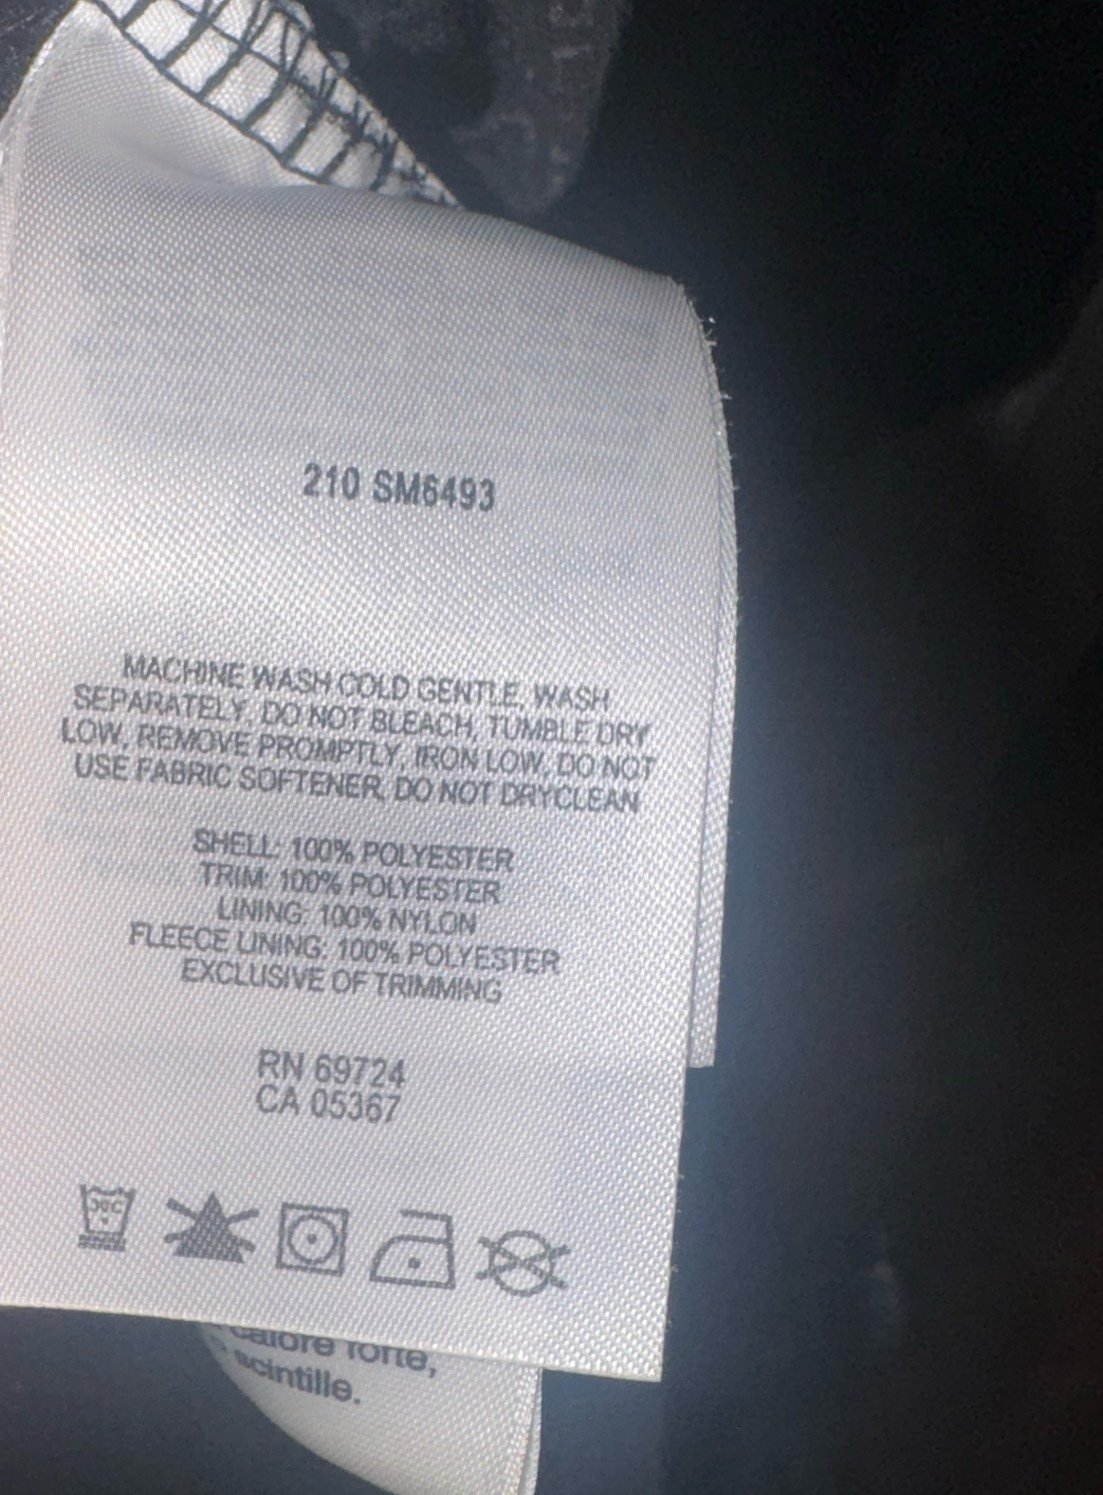 210 SM6493
MACHINE WASH COLD GENTLE, WASH
SEPARATELY, DO NOT BLEACH, TUMBLE DRY
LOW, REMOVE PROMPTLY, IRON LOW, DO NOT
USE FABRIC SOFTENER, DO NOT DRYCLEAN
SHELL: 100% POLYESTER
TRIM: 100% POLYESTER
LINING: 100% NYLON
FLEECE LINING: 100% POLYESTER
EXCLUSIVE OF TRIMMING
RN 69724
CA 05367
30C
calore forte,
scintille.